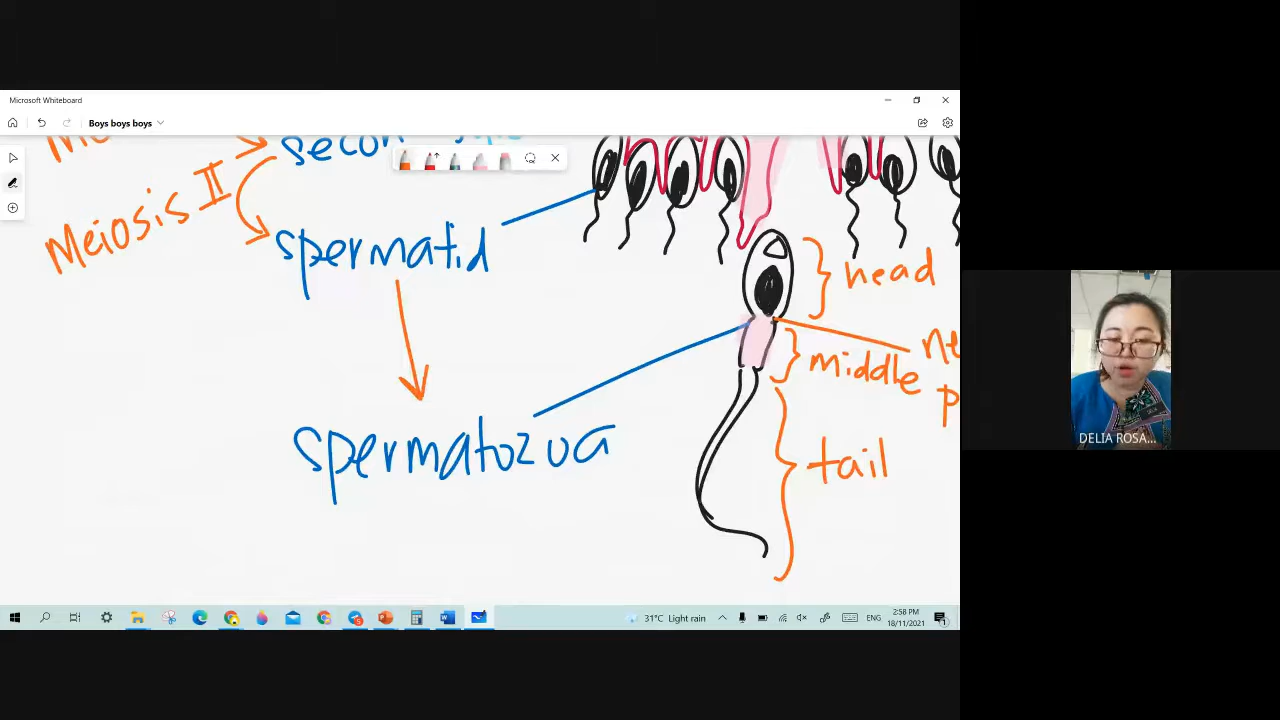 Microsoft Whiteboard
Boys boys boys
Meiosis II
spermatid
spermatozoa
head
middle
tail
DELIA ROSA...
31°C Light rain
ENG
2:58 PM
18/11/2021